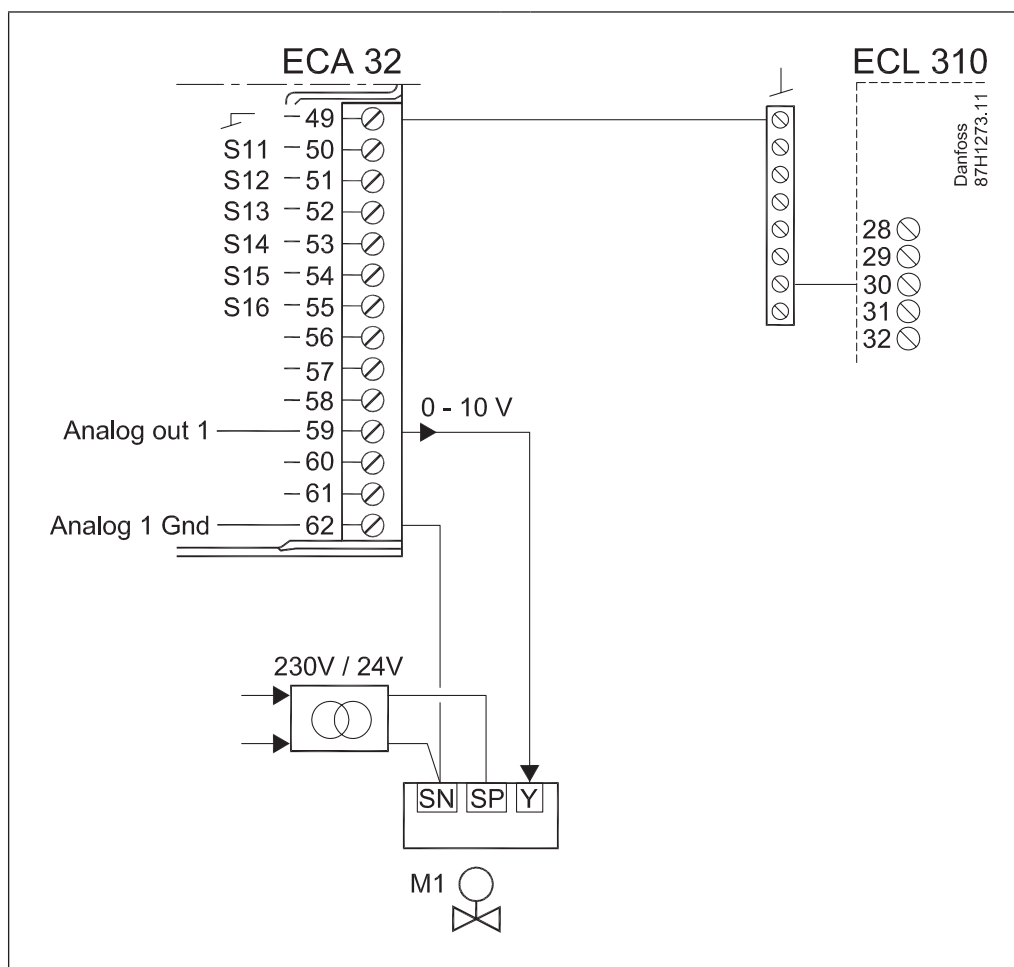 ECA 32
ECL 310
Danfoss
87H1273.11
49
S11 50
S12 51
S13 52
S14 53
S15 54
S16 55
56
57
58
Analog out 1 59
60
61
Analog 1 Gnd 62
28
29
30
31
32
0 - 10 V
230V / 24V
SN SP Y
M1